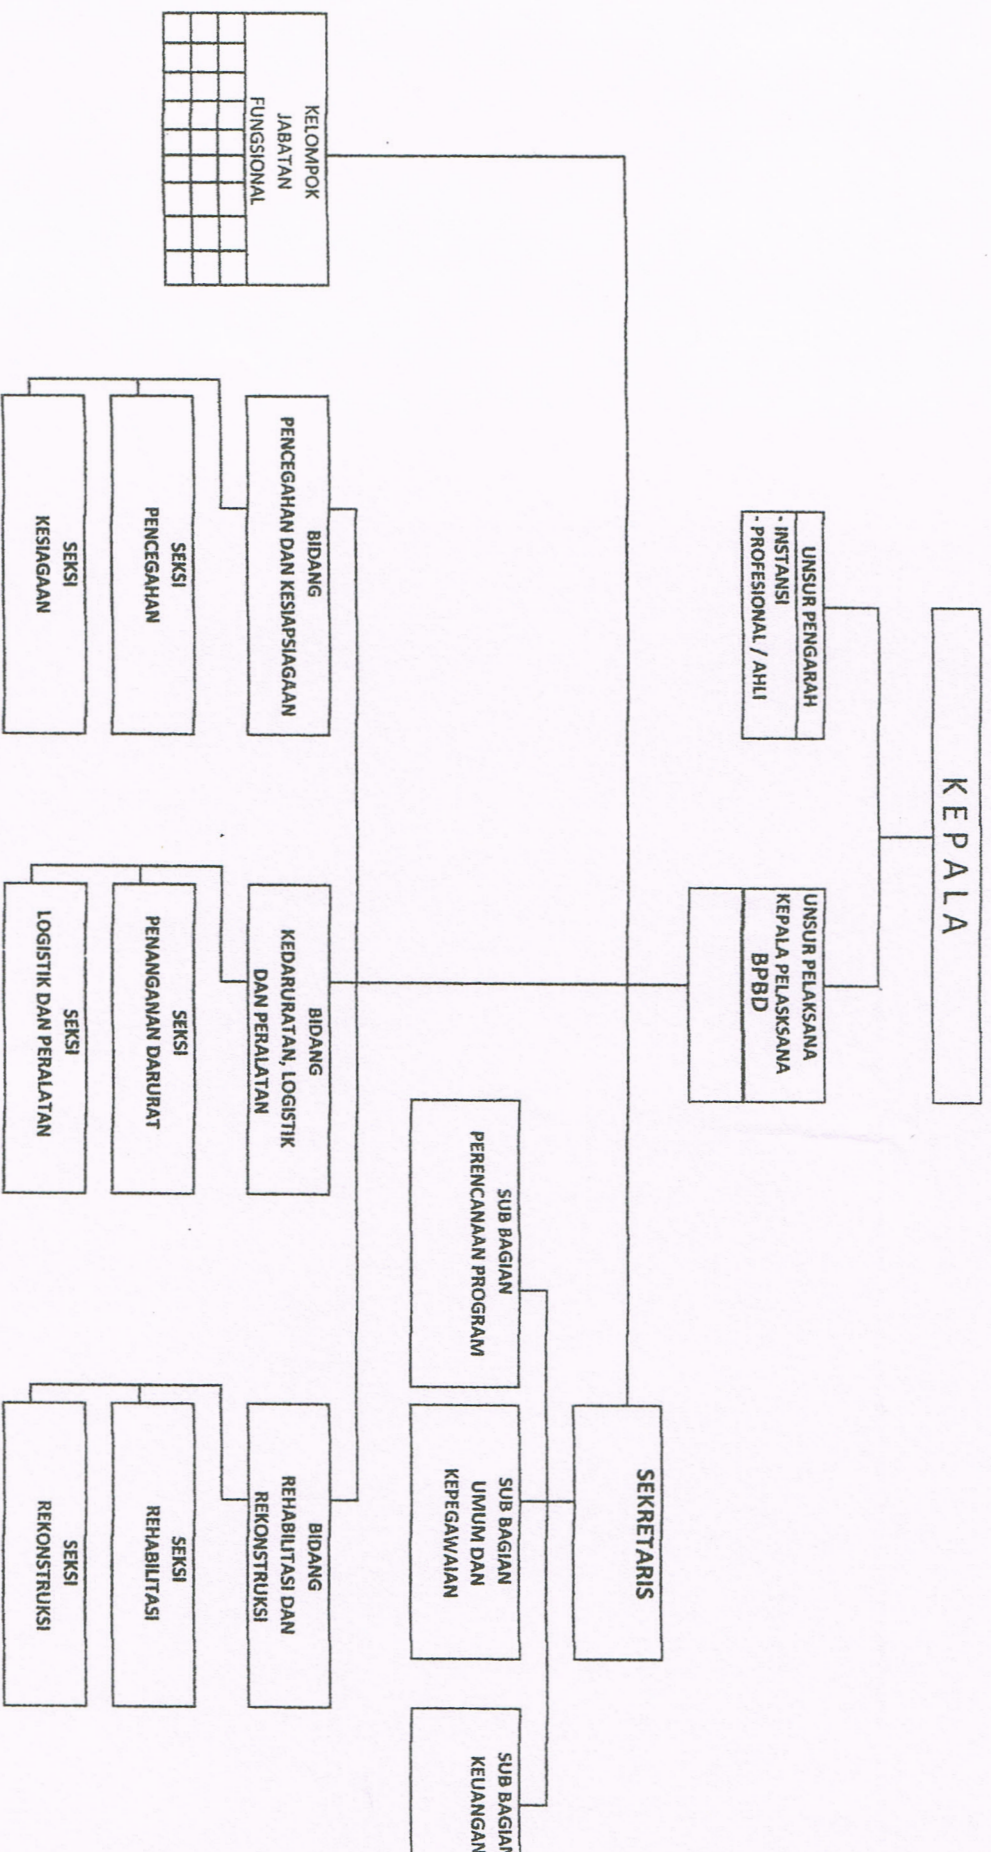 K E P A L A
UNSUR PENGARAH
- INSTANSI
- PROFESIONAL / AHLI
UNSUR PELAKSANA
KEPALA PELASKSANA
BPBD
SEKRETARIS
SUB BAGIAN
PERENCANAAN PROGRAM
SUB BAGIAN
UMUM DAN
KEPEGAWAIAN
SUB BAGIAN
KEUANGAN
KELOMPOK
JABATAN
FUNGSIONAL
BIDANG
PENCEGAHAN DAN KESIAPSIAGAAN
SEKSI
PENCEGAHAN
SEKSI
KESIAGAAN
BIDANG
KEDARURATAN, LOGISTIK
DAN PERALATAN
SEKSI
PENANGANAN DARURAT
SEKSI
LOGISTIK DAN PERALATAN
BIDANG
REHABILITASI DAN
REKONSTRUKSI
SEKSI
REHABILITASI
SEKSI
REKONSTRUKSI